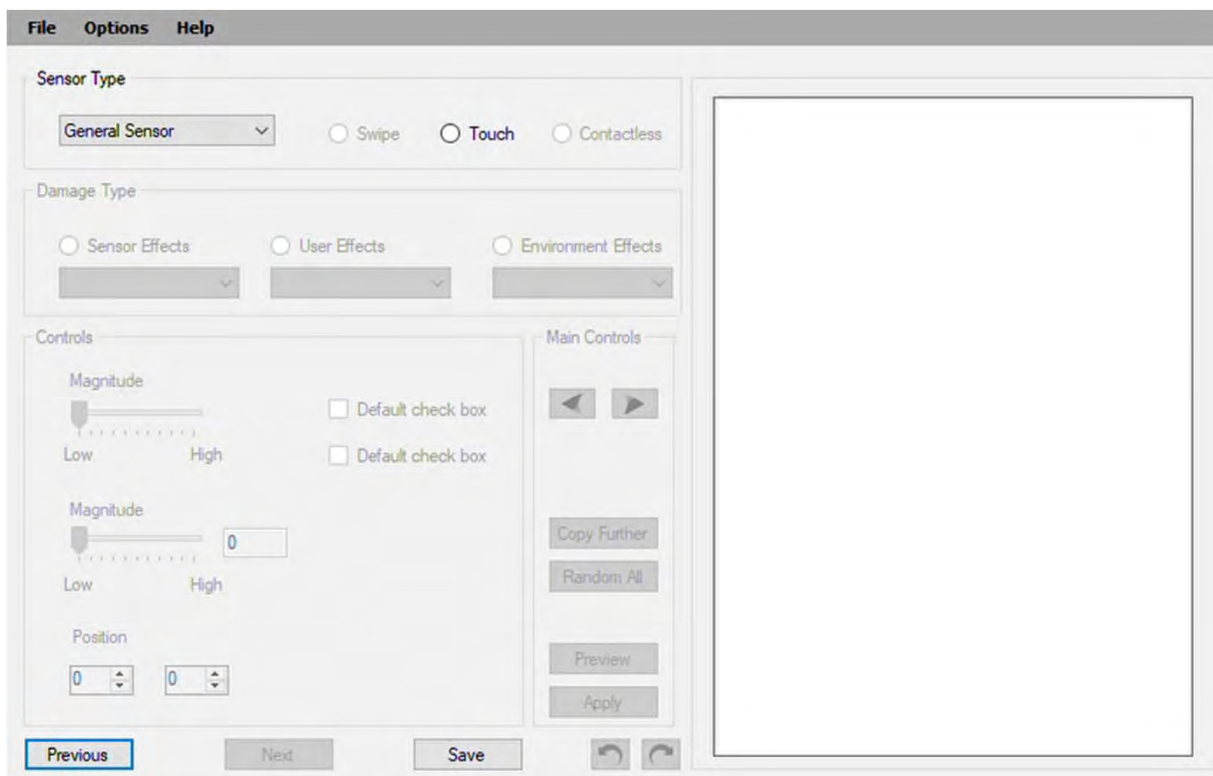 File Options Help
Sensor Type
General Sensor Swipe Touch Contactless
Damage Type
Sensor Effects User Effects Environment Effects
Controls
Magnitude
Default check box
Low High
Default check box
Magnitude
0
Low High
Position
0 0
Main Controls
Copy Further
Random All
Preview
Apply
Previous Next Save